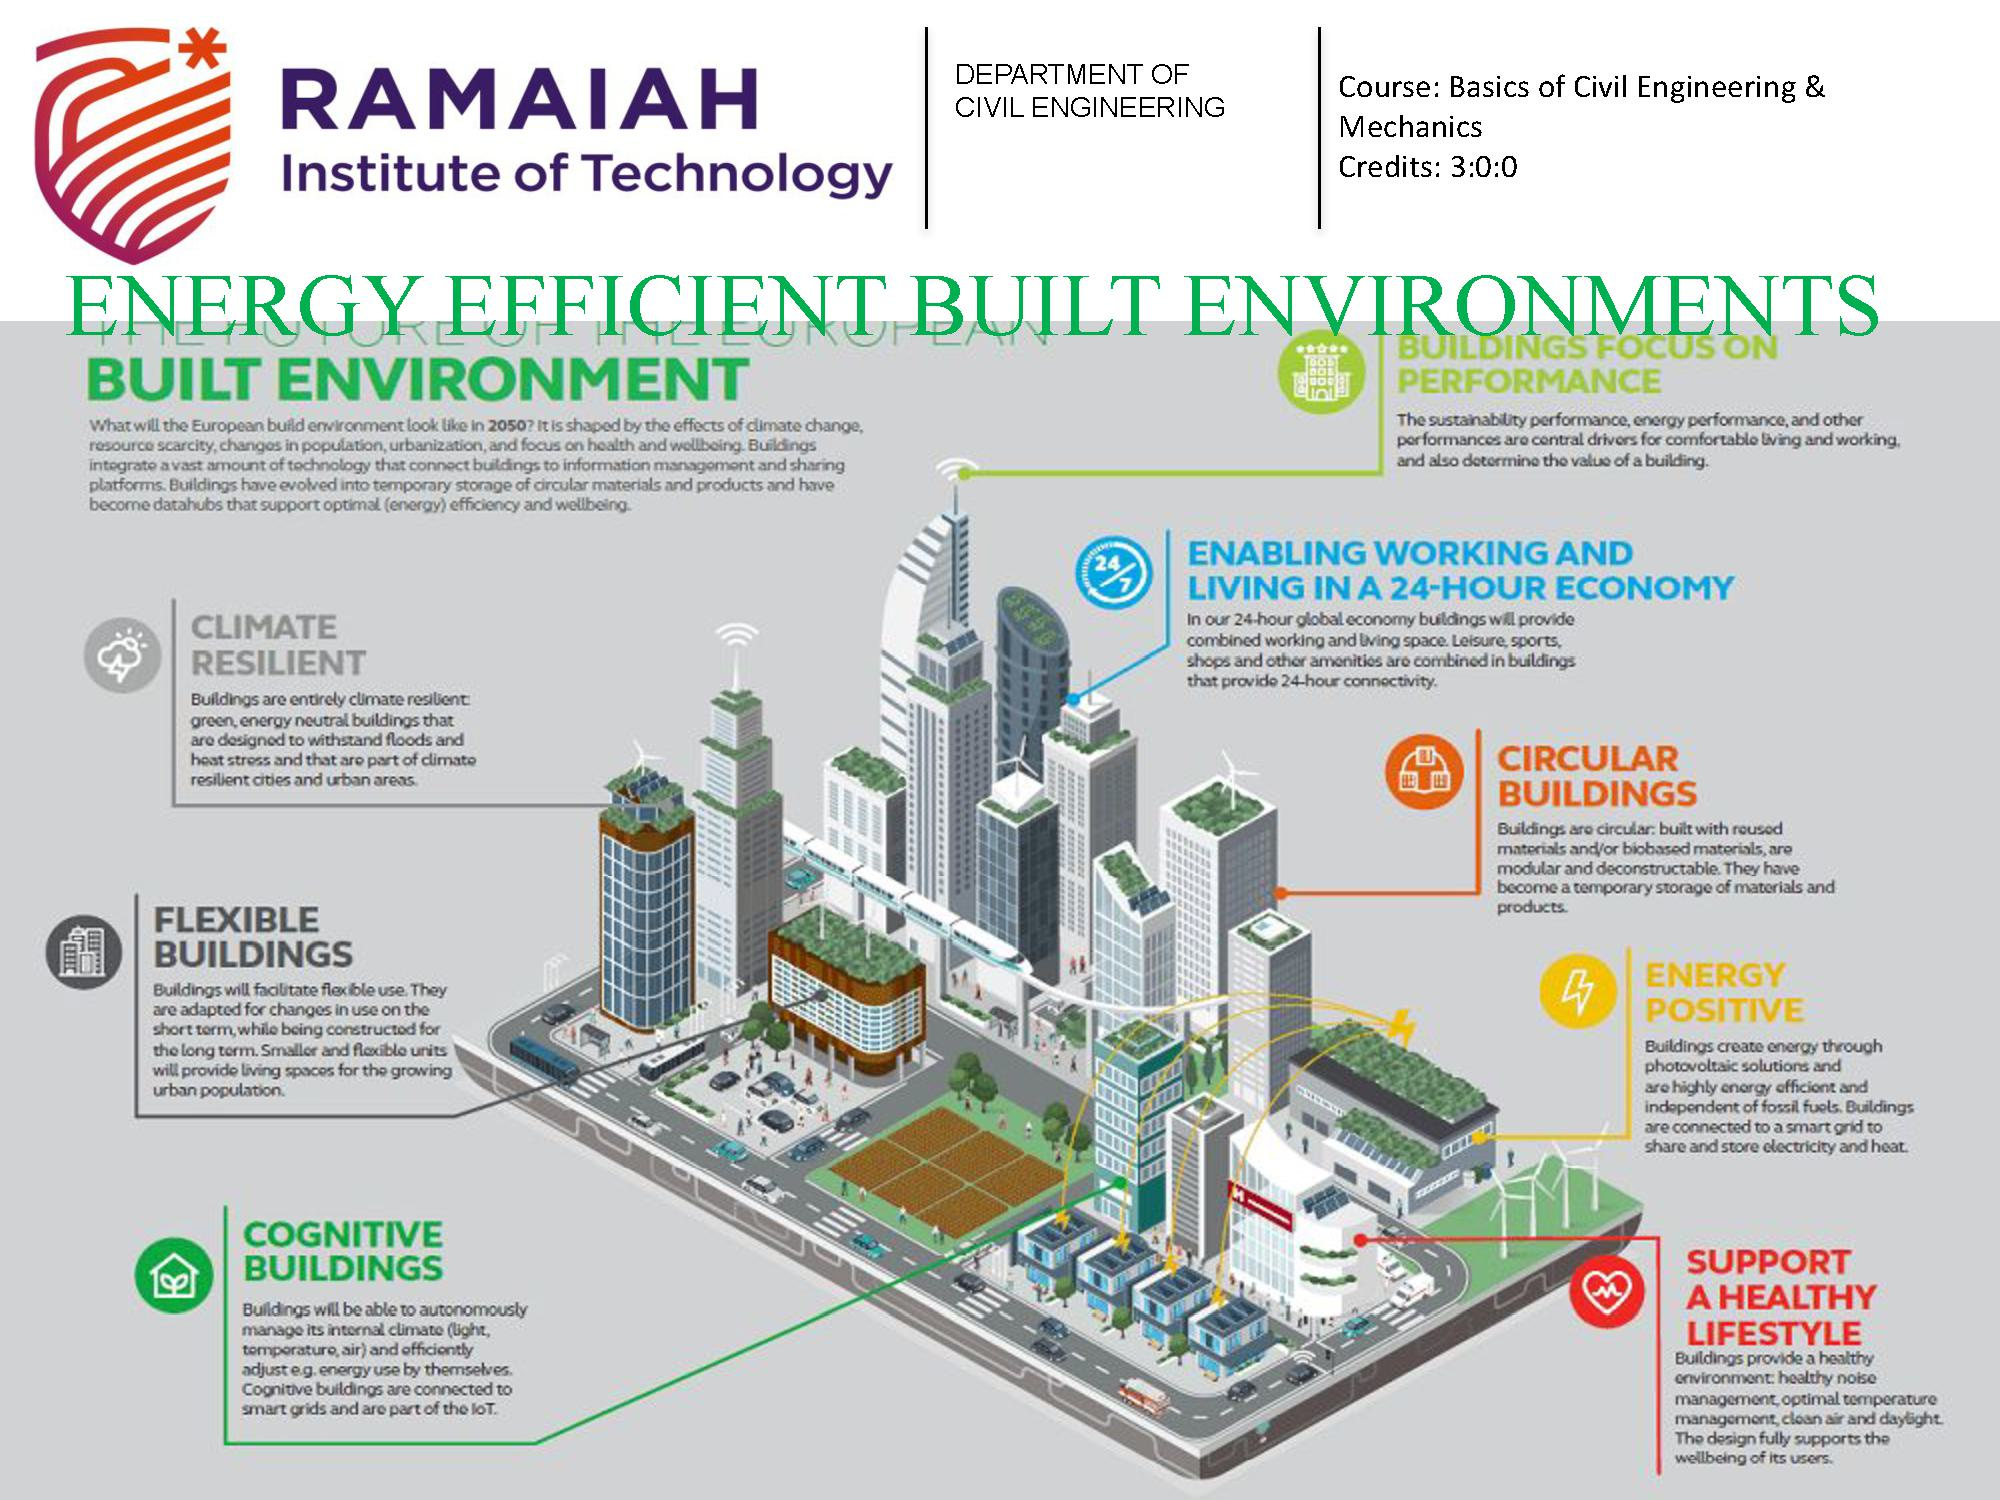 RAMAIAH
Institute of Technology
DEPARTMENT OF
CIVIL ENGINEERING
Course: Basics of Civil Engineering &
Mechanics
Credits: 3:0:0
ENERGY EFFICIENT BUILT ENVIRONMENTS
THE FUTURE OF THE EUROPEAN
BUILT ENVIRONMENT
What will the European build environment look like in 2050? It is shaped by the effects of climate change,
resource scarcity, changes in population, urbanization, and focus on health and wellbeing. Buildings
integrate a vast amount of technology that connect buildings to information management and sharing
platforms. Buildings have evolved into temporary storage of circular materials and products and have
become datahubs that support optimal (energy) efficiency and wellbeing.
BUILDINGS FOCUS ON
PERFORMANCE
The sustainability performance, energy performance, and other
performances are central drivers for comfortable living and working,
and also determine the value of a building.
24/7
ENABLING WORKING AND
LIVING IN A 24-HOUR ECONOMY
In our 24-hour global economy buildings will provide
combined working and living space. Leisure, sports,
shops and other amenities are combined in buildings
that provide 24-hour connectivity.
CLIMATE
RESILIENT
Buildings are entirely climate resilient:
green, energy neutral buildings that
are designed to withstand floods and
heat stress and that are part of climate
resilient cities and urban areas.
CIRCULAR
BUILDINGS
Buildings are circular: built with reused
materials and/or biobased materials, are
modular and deconstructable. They have
become a temporary storage of materials and
products.
FLEXIBLE
BUILDINGS
Buildings will facilitate flexible use. They
are adapted for changes in use on the
short term, while being constructed for
the long term. Smaller and flexible units
will provide living spaces for the growing
urban population.
ENERGY
POSITIVE
Buildings create energy through
photovoltaic solutions and
are highly energy efficient and
independent of fossil fuels. Buildings
are connected to a smart grid to
share and store electricity and heat.
COGNITIVE
BUILDINGS
Buildings will be able to autonomously
manage its internal climate (light,
temperature, air) and efficiently
adjust e.g. energy use by themselves.
Cognitive buildings are connected to
smart grids and are part of the IoT.
H
SUPPORT
A HEALTHY
LIFESTYLE
Buildings provide a healthy
environment: healthy noise
management, optimal temperature
management, clean air and daylight.
The design fully supports the
wellbeing of its users.